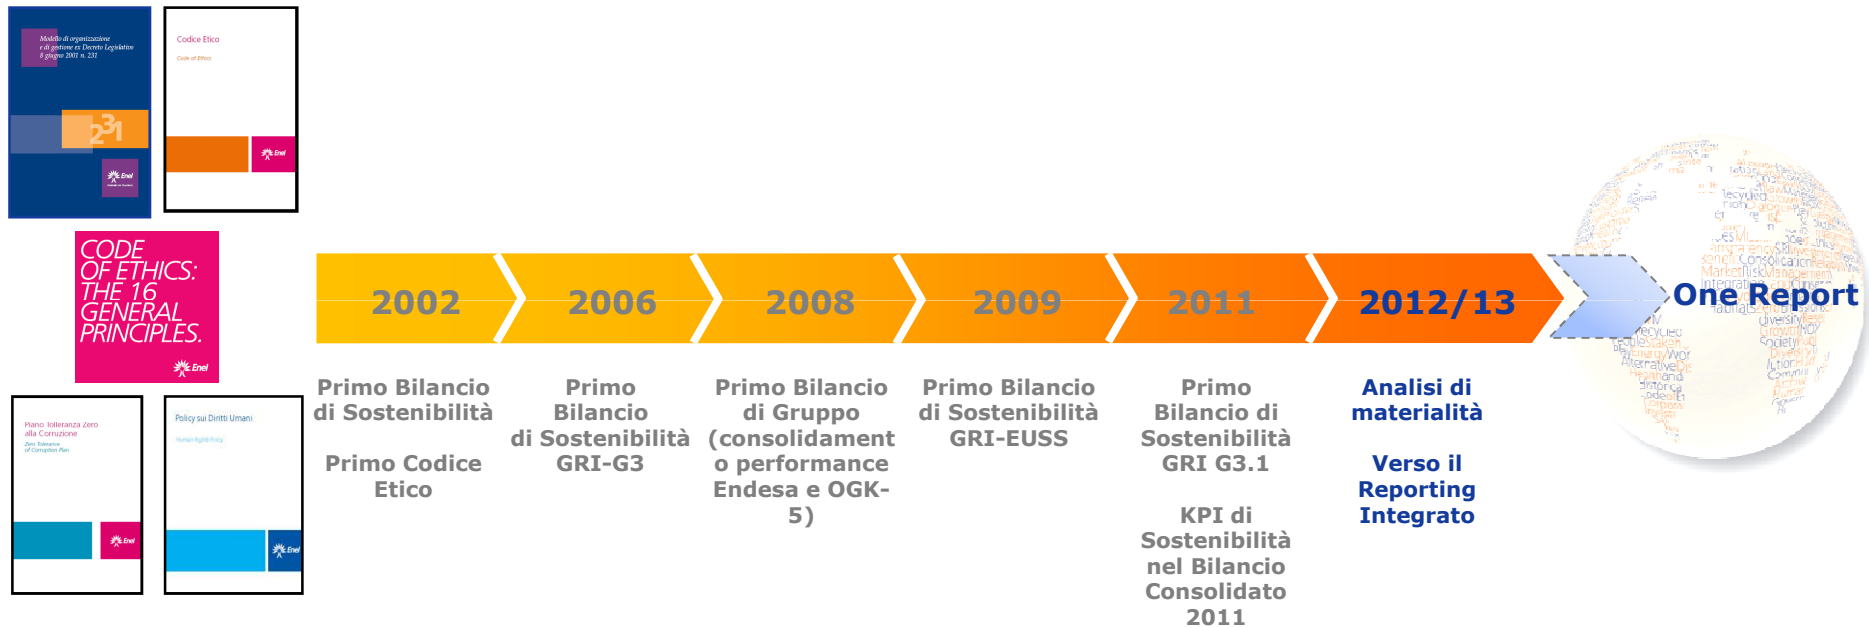 Modello di organizzazione
e di gestione ex Decreto Legislativo
8 giugno 2001 n. 231
231
Enel
Codice Etico
Code of Ethics
Enel
CODE
OF ETHICS:
THE 16
GENERAL
PRINCIPLES.
Enel
Piano Tolleranza Zero
alla Corruzione
Zero Tolerance
of Corruption Plan
Enel
Policy sui Diritti Umani
Human Rights Policy
Enel
2002
Primo Bilancio
di Sostenibilità
Primo Codice
Etico
2006
Primo
Bilancio
di Sostenibilità
GRI-G3
2008
Primo Bilancio
di Gruppo
(consolidament
o performance
Endesa e OGK-
5)
2009
Primo Bilancio
di Sostenibilità
GRI-EUSS
2011
Primo
Bilancio di
Sostenibilità
GRI G3.1
KPI di
Sostenibilità
nel Bilancio
Consolidato
2011
2012/13
Analisi di
materialità
Verso il
Reporting
Integrato
One Report